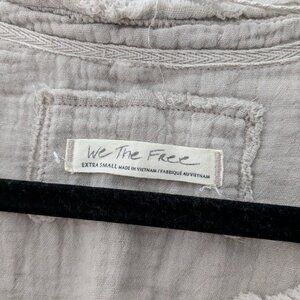 We The Free
EXTRA SMALL MADE IN VIETNAM / FABRIQUÉ AU VIETNAM